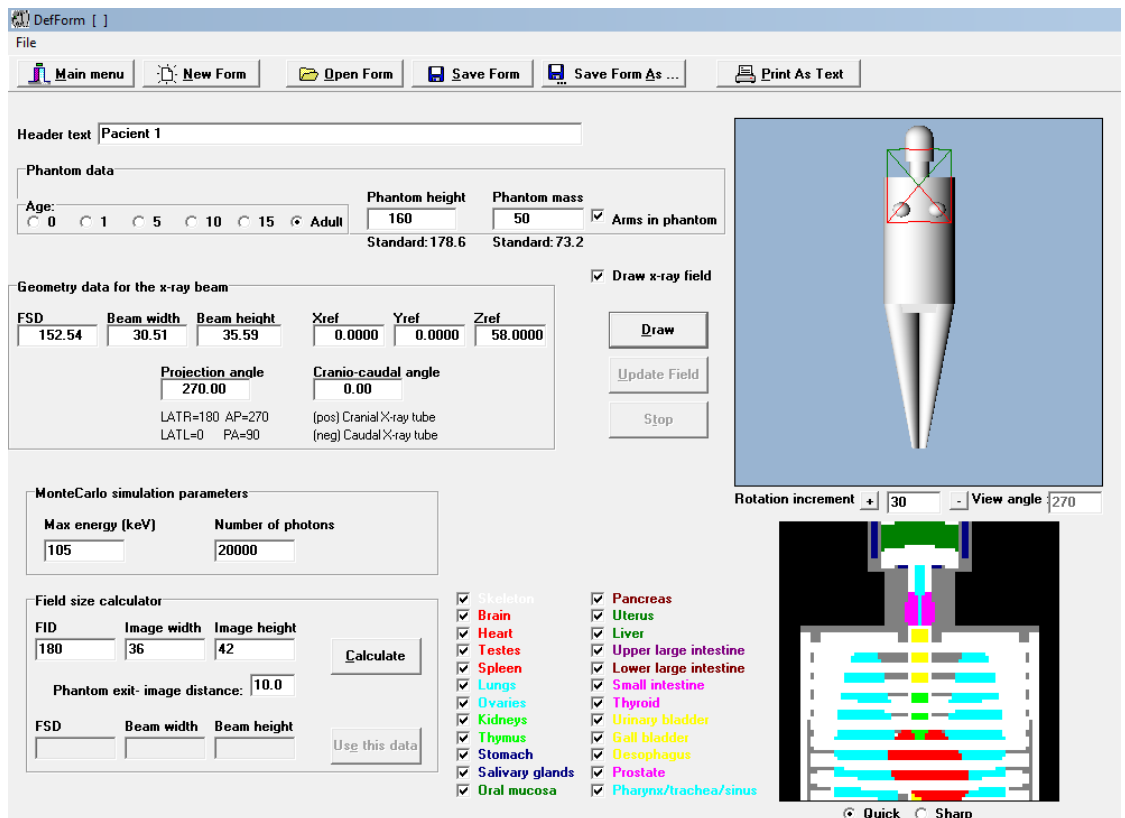 DefForm [ ]
File
Main menu New Form Open Form Save Form Save Form As ... Print As Text
Header text Pacient 1
Phantom data
Age:
0 1 5 10 15 Adult
Phantom height Phantom mass
160 50 Arms in phantom
Standard: 178.6 Standard: 73.2
Draw x-ray field
Geometry data for the x-ray beam
FSD Beam width Beam height Xref Yref Zref
152.54 30.51 35.59 0.0000 0.0000 58.0000
Draw
Projection angle Cranio-caudal angle
270.00 0.00
Update Field
LATR=180 AP=270 (pos) Cranial X-ray tube
LATL=0 PA=90 (neg) Caudal X-ray tube
Stop
Rotation increment + 30 - View angle : 270
MonteCarlo simulation parameters
Max energy (keV) Number of photons
105 20000
Field size calculator
FID Image width Image height
180 36 42
Calculate
Phantom exit- image distance: 10.0
FSD Beam width Beam height
Use this data
Skeleton Pancreas
Brain Uterus
Heart Liver
Testes Upper large intestine
Spleen Lower large intestine
Lungs Small intestine
Ovaries Thyroid
Kidneys Urinary bladder
Thymus Gall bladder
Stomach Oesophagus
Salivary glands Prostate
Oral mucosa Pharynx/trachea/sinus
Quick Sharp